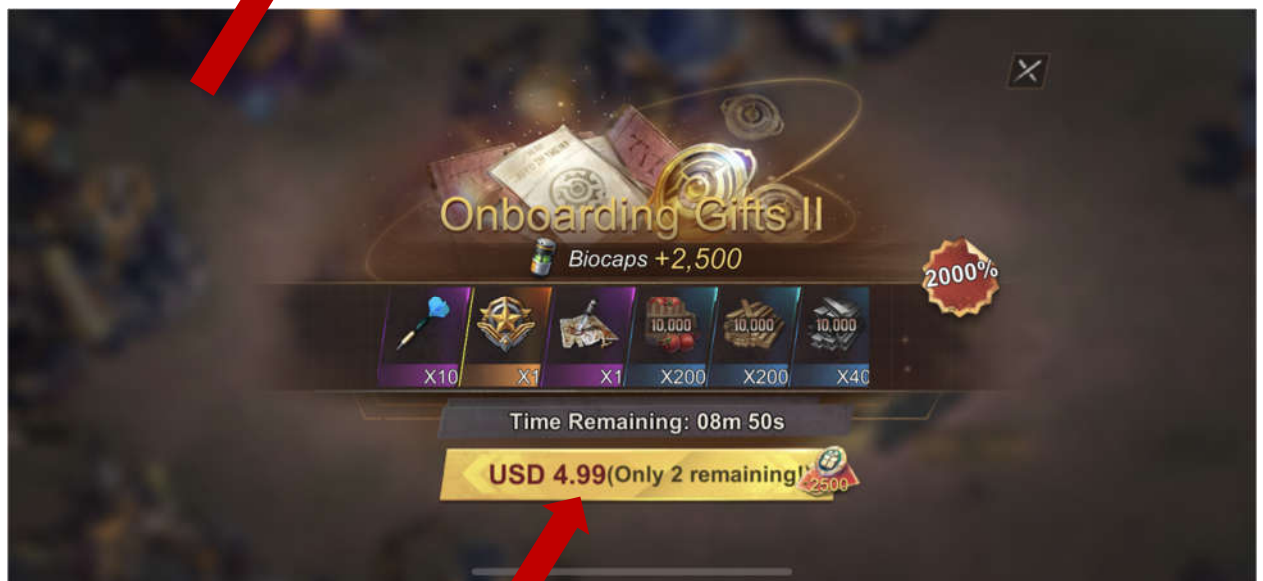 Onboarding Gifts II
Biocaps +2,500
2000%
10,000 10,000 10,000
X10 X1 X1 X200 X200 X40
Time Remaining: 08m 50s
USD 4.99(Only 2 remaining!)
2500